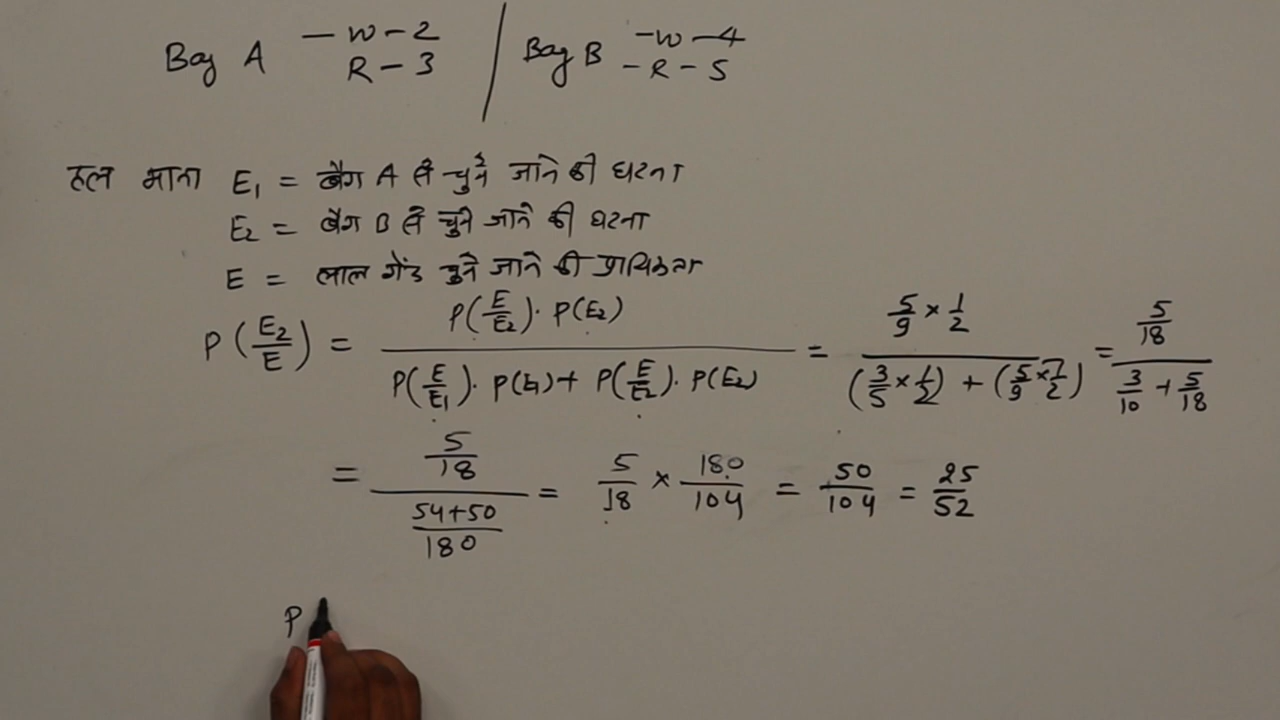 Bag A – W – 2 / Bag B – W – 4
R – 3 – R – 5
हल माना E₁ = बैग A से चुने जाने की घटना
E₂ = बैग B से चुने जाने की घटना
E = लाल गेंद चुने जाने की प्रायिकता
P(E₂/E) = (P(E/E₂)· P(E₂)) / (P(E/E₁)· P(E₁) + P(E/E₂)· P(E₂)) = (5/9 × 1/2) / ((3/5 × 1/2) + (5/9 × 1/2)) = (5/18) / (3/10 + 5/18)
= (5/18) / ((54+50)/180) = 5/18 × 180/104 = 50/104 = 25/52
P